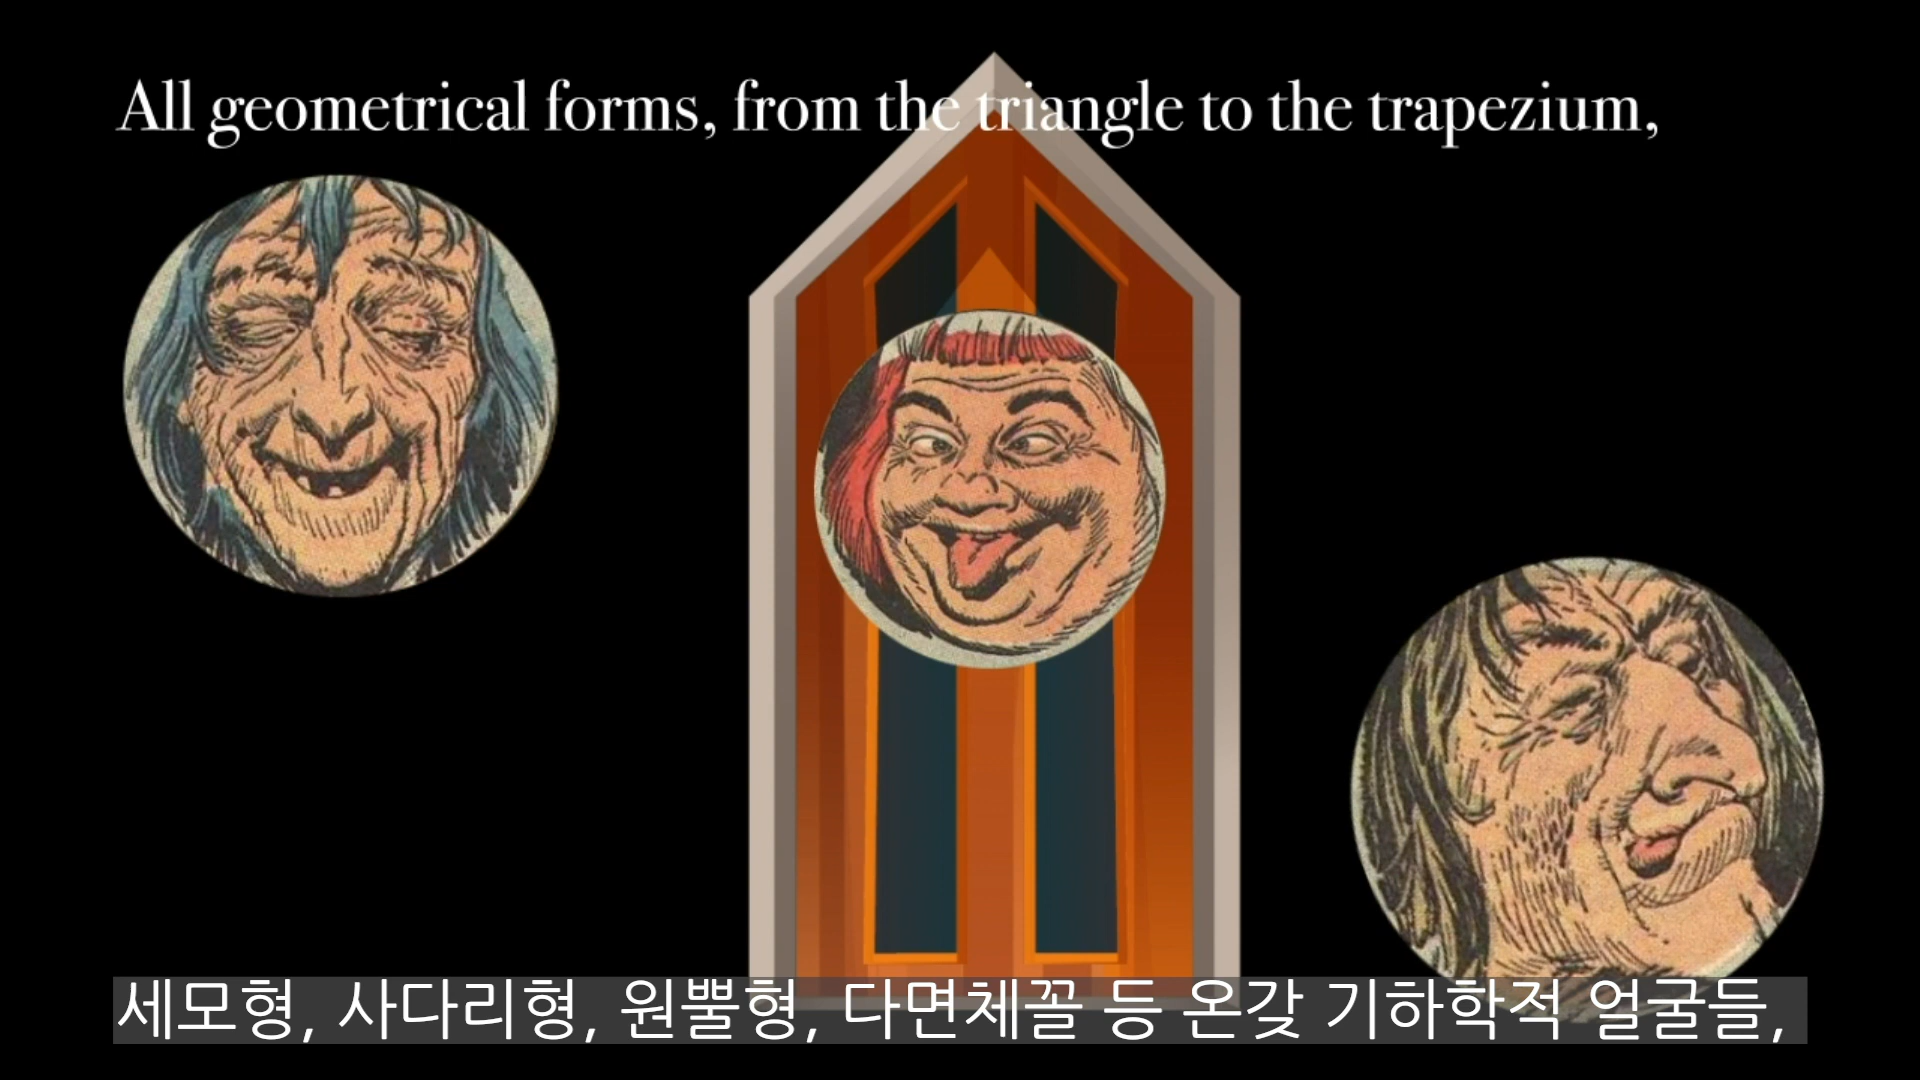 All geometrical forms, from the triangle to the trapezium,
세모형, 사다리형, 원뿔형, 다면체꼴 등 온갖 기하학적 얼굴들,